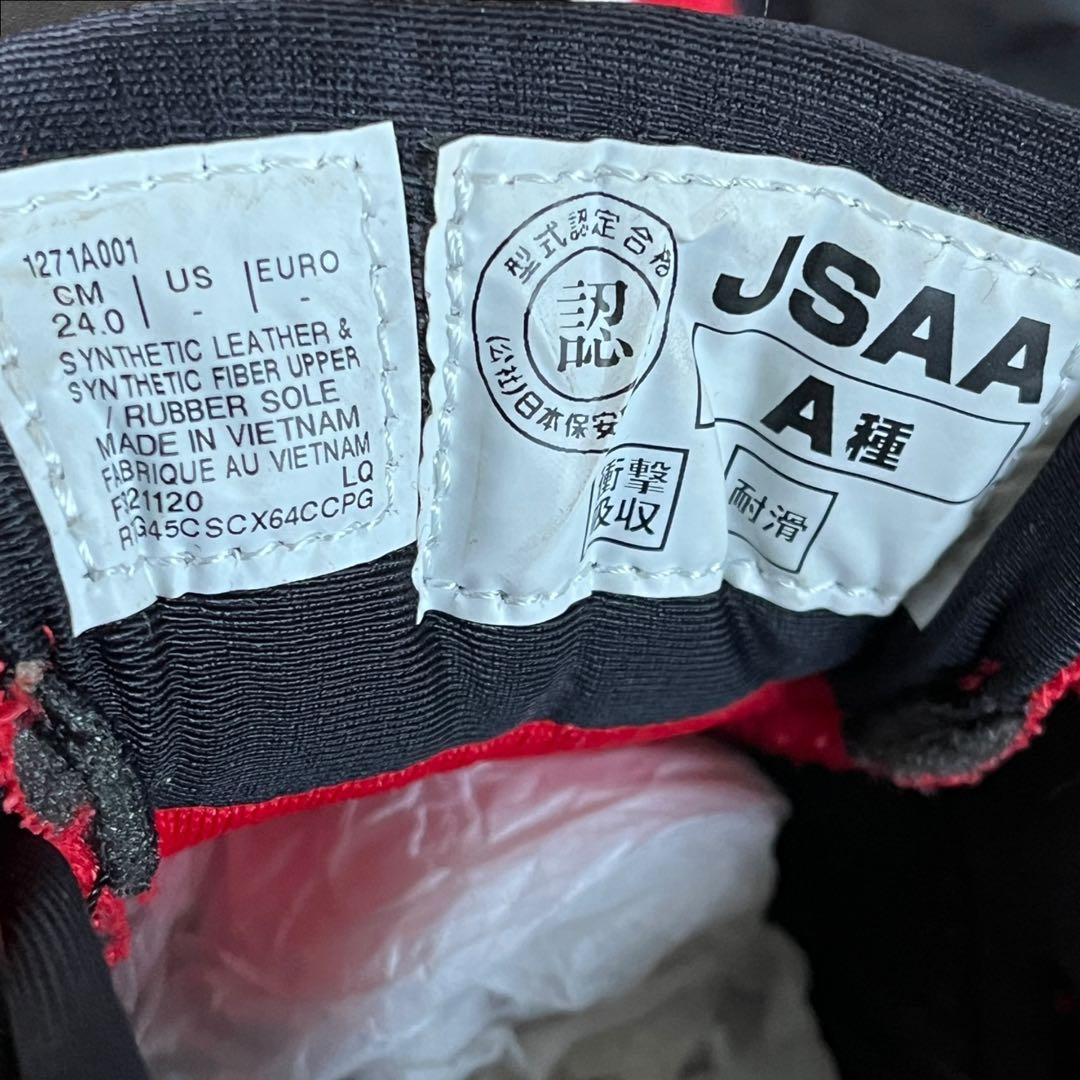 1271A001
CM | US | EURO
24.0 | - | -
SYNTHETIC LEATHER &
SYNTHETIC FIBER UPPER
/ RUBBER SOLE
MADE IN VIETNAM
FABRIQUE AU VIETNAM
F321120 LQ
RG45CSCX64CCPG
型式認定合格
認
(公社)日本保安
JSAA
A種
衝撃
吸収
耐滑